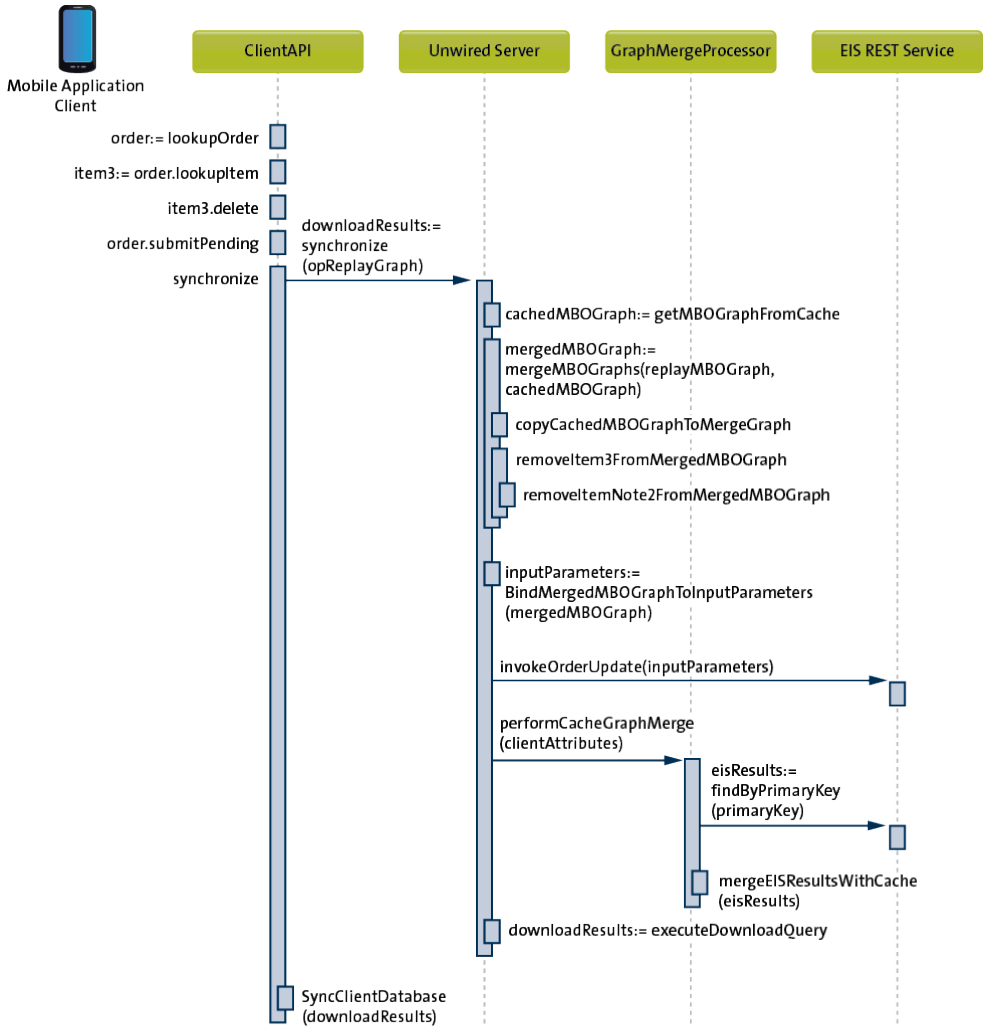 ClientAPI
Unwired Server
GraphMergeProcessor
EIS REST Service
Mobile Application
Client
order:= lookupOrder
item3:= order.lookupItem
item3.delete
order.submitPending
synchronize
downloadResults:=
synchronize
(opReplayGraph)
cachedMBOGraph:= getMBOGraphFromCache
mergedMBOGraph:=
mergeMBOGraphs(replayMBOGraph,
cachedMBOGraph)
copyCachedMBOGraphToMergeGraph
removeItem3FromMergedMBOGraph
removeItemNote2FromMergedMBOGraph
inputParameters:=
BindMergedMBOGraphToInputParameters
(mergedMBOGraph)
invokeOrderUpdate(inputParameters)
performCacheGraphMerge
(clientAttributes)
eisResults:=
findByPrimaryKey
(primaryKey)
mergeEISResultsWithCache
(eisResults)
downloadResults:= executeDownloadQuery
SyncClientDatabase
(downloadResults)